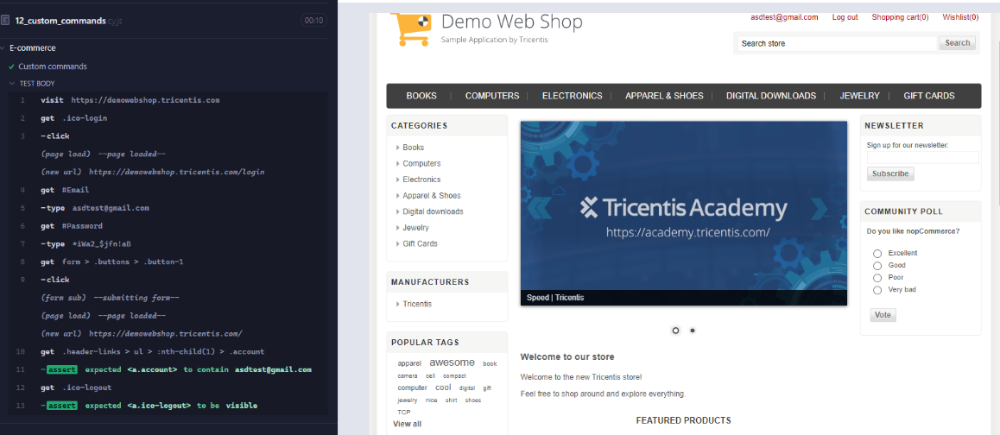 12_custom_commands.cy.js
00:10
E-commerce
Custom commands
TEST BODY
1 visit https://demowebshop.tricentis.com
2 get .ico-login
3 -click
(page load) --page loaded--
(new url) https://demowebshop.tricentis.com/login
4 get #Email
5 -type asdtest@gmail.com
6 get #Password
7 -type *iWa2_$jfn!aB
8 get form > .buttons > .button-1
9 -click
(form sub) --submitting form--
(page load) --page loaded--
(new url) https://demowebshop.tricentis.com/
10 get .header-links > ul > :nth-child(1) > .account
11 -assert expected <a.account> to contain asdtest@gmail.com
12 get .ico-logout
13 -assert expected <a.ico-logout> to be visible
Demo Web Shop
Sample Application by Tricentis
asdtest@gmail.com Log out Shopping cart(0) Wishlist(0)
Search store Search
BOOKS COMPUTERS ELECTRONICS APPAREL & SHOES DIGITAL DOWNLOADS JEWELRY GIFT CARDS
CATEGORIES
Books
Computers
Electronics
Apparel & Shoes
Digital downloads
Jewelry
Gift Cards
MANUFACTURERS
Tricentis
POPULAR TAGS
apparel awesome book
camera cell compact
computer cool digital gift
jewelry nice shirt shoes
TCP
View all
Tricentis Academy
https://academy.tricentis.com/
Speed | Tricentis
Welcome to our store
Welcome to the new Tricentis store!
Feel free to shop around and explore everything.
FEATURED PRODUCTS
NEWSLETTER
Sign up for our newsletter:
Subscribe
COMMUNITY POLL
Do you like nopCommerce?
Excellent
Good
Poor
Very bad
Vote